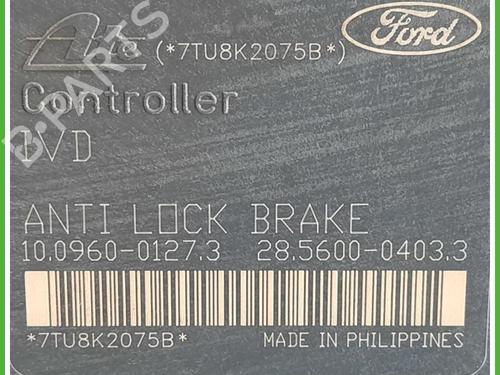 Ate (*7TU8K2075B*) Ford
Controller
IVD
ANTI LOCK BRAKE
10.0960-0127.3 28.5600-0403.3
*7TU8K2075B* MADE IN PHILIPPINES
B-PARTS